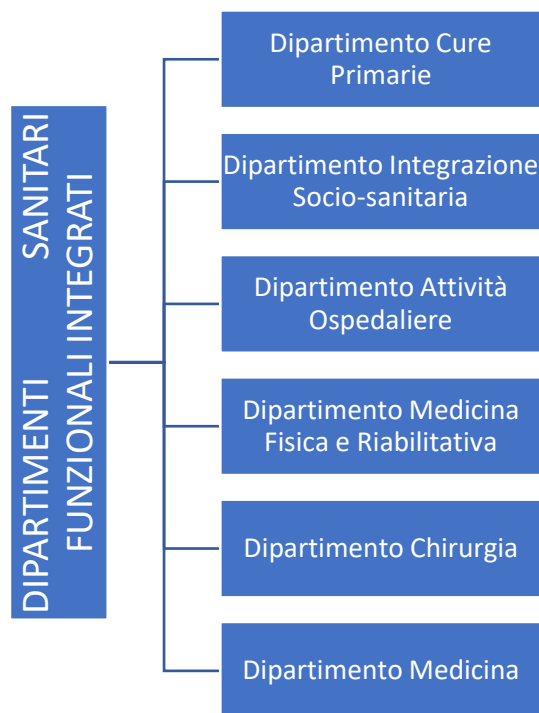 DIPARTIMENTI SANITARI
FUNZIONALI INTEGRATI
Dipartimento Cure
Primarie
Dipartimento Integrazione
Socio-sanitaria
Dipartimento Attività
Ospedaliere
Dipartimento Medicina
Fisica e Riabilitativa
Dipartimento Chirurgia
Dipartimento Medicina